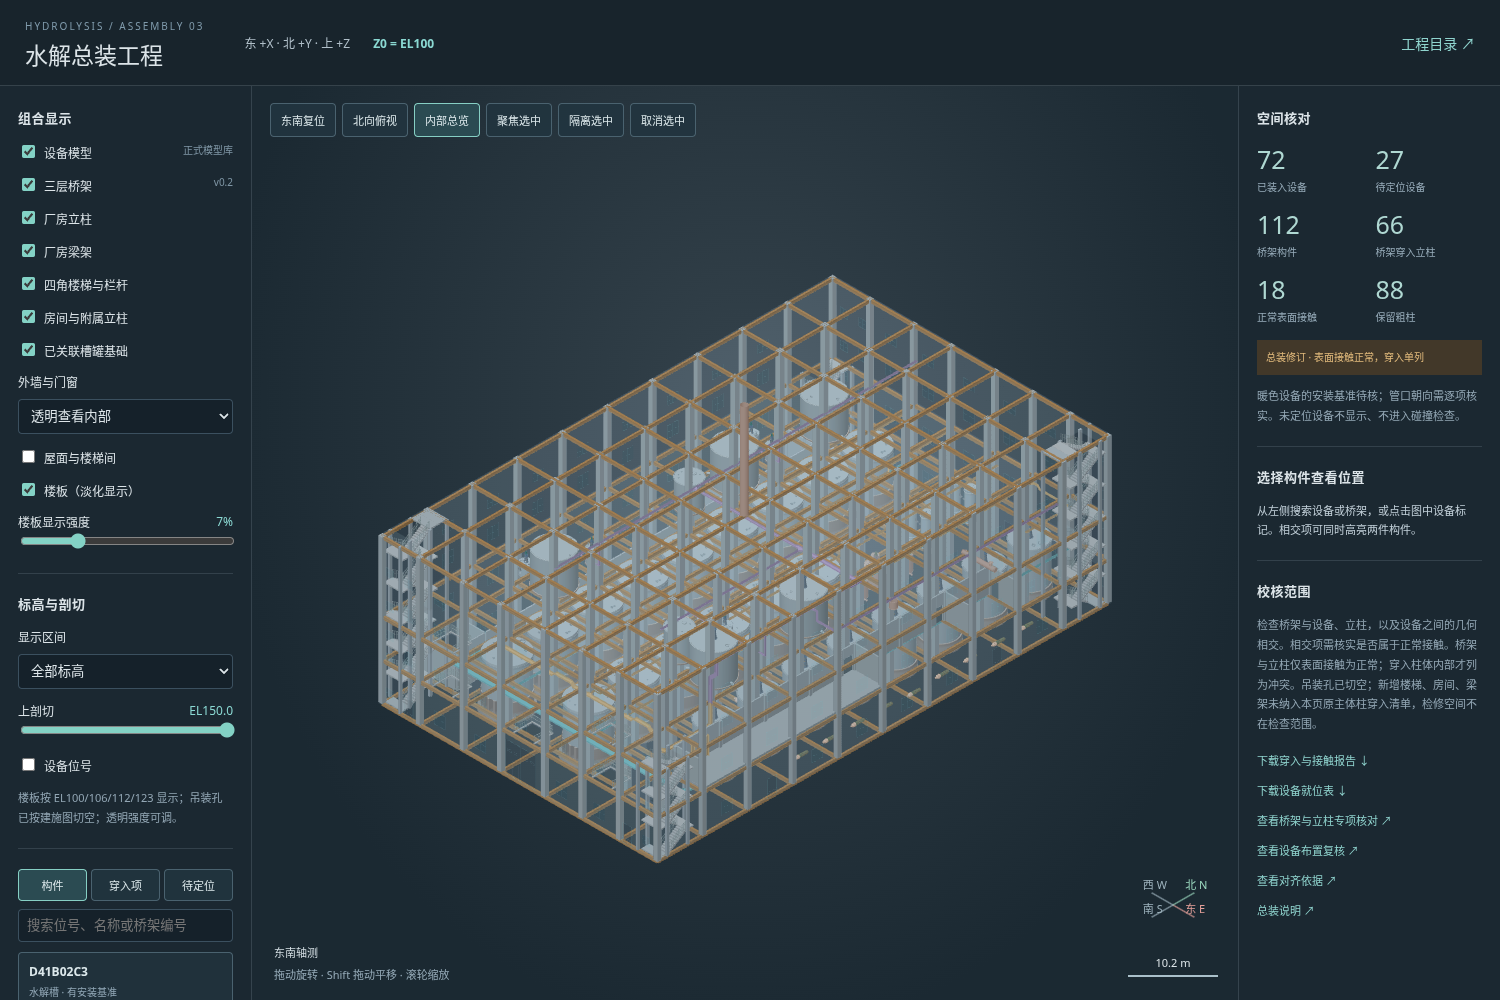 HYDROLYSIS / ASSEMBLY 03
水解总装工程
东 +X · 北 +Y · 上 +Z
Z0 = EL100
工程目录 ↗
组合显示
设备模型
正式模型库
三层桥架
v0.2
厂房立柱
厂房梁架
四角楼梯与栏杆
房间与附属立柱
已关联槽罐基础
外墙与门窗
透明查看内部
屋面与楼梯间
楼板（淡化显示）
楼板显示强度
7%
标高与剖切
显示区间
全部标高
上剖切
EL150.0
设备位号
楼板按 EL100/106/112/123 显示；吊装孔
已按建施图切空；透明强度可调。
构件
穿入项
待定位
搜索位号、名称或桥架编号
D41B02C3
水解槽 · 有安装基准
东南复位
北向俯视
内部总览
聚焦选中
隔离选中
取消选中
西 W
北 N
南 S
东 E
东南轴测
拖动旋转 · Shift 拖动平移 · 滚轮缩放
10.2 m
空间核对
72
27
已装入设备
待定位设备
112
66
桥架构件
桥架穿入立柱
18
88
正常表面接触
保留粗柱
总装修订 · 表面接触正常，穿入单列
暖色设备的安装基准待核；管口朝向需逐项核
实。未定位设备不显示、不进入碰撞检查。
选择构件查看位置
从左侧搜索设备或桥架，或点击图中设备标
记。相交项可同时高亮两件构件。
校核范围
检查桥架与设备、立柱，以及设备之间的几何
相交。相交项需核实是否属于正常接触。桥架
与立柱仅表面接触为正常；穿入柱体内部才列
为冲突。吊装孔已切空；新增楼梯、房间、梁
架未纳入本页原主体柱穿入清单，检修空间不
在检查范围。
下载穿入与接触报告 ↓
下载设备就位表 ↓
查看桥架与立柱专项核对 ↗
查看设备布置复核 ↗
查看对齐依据 ↗
总装说明 ↗